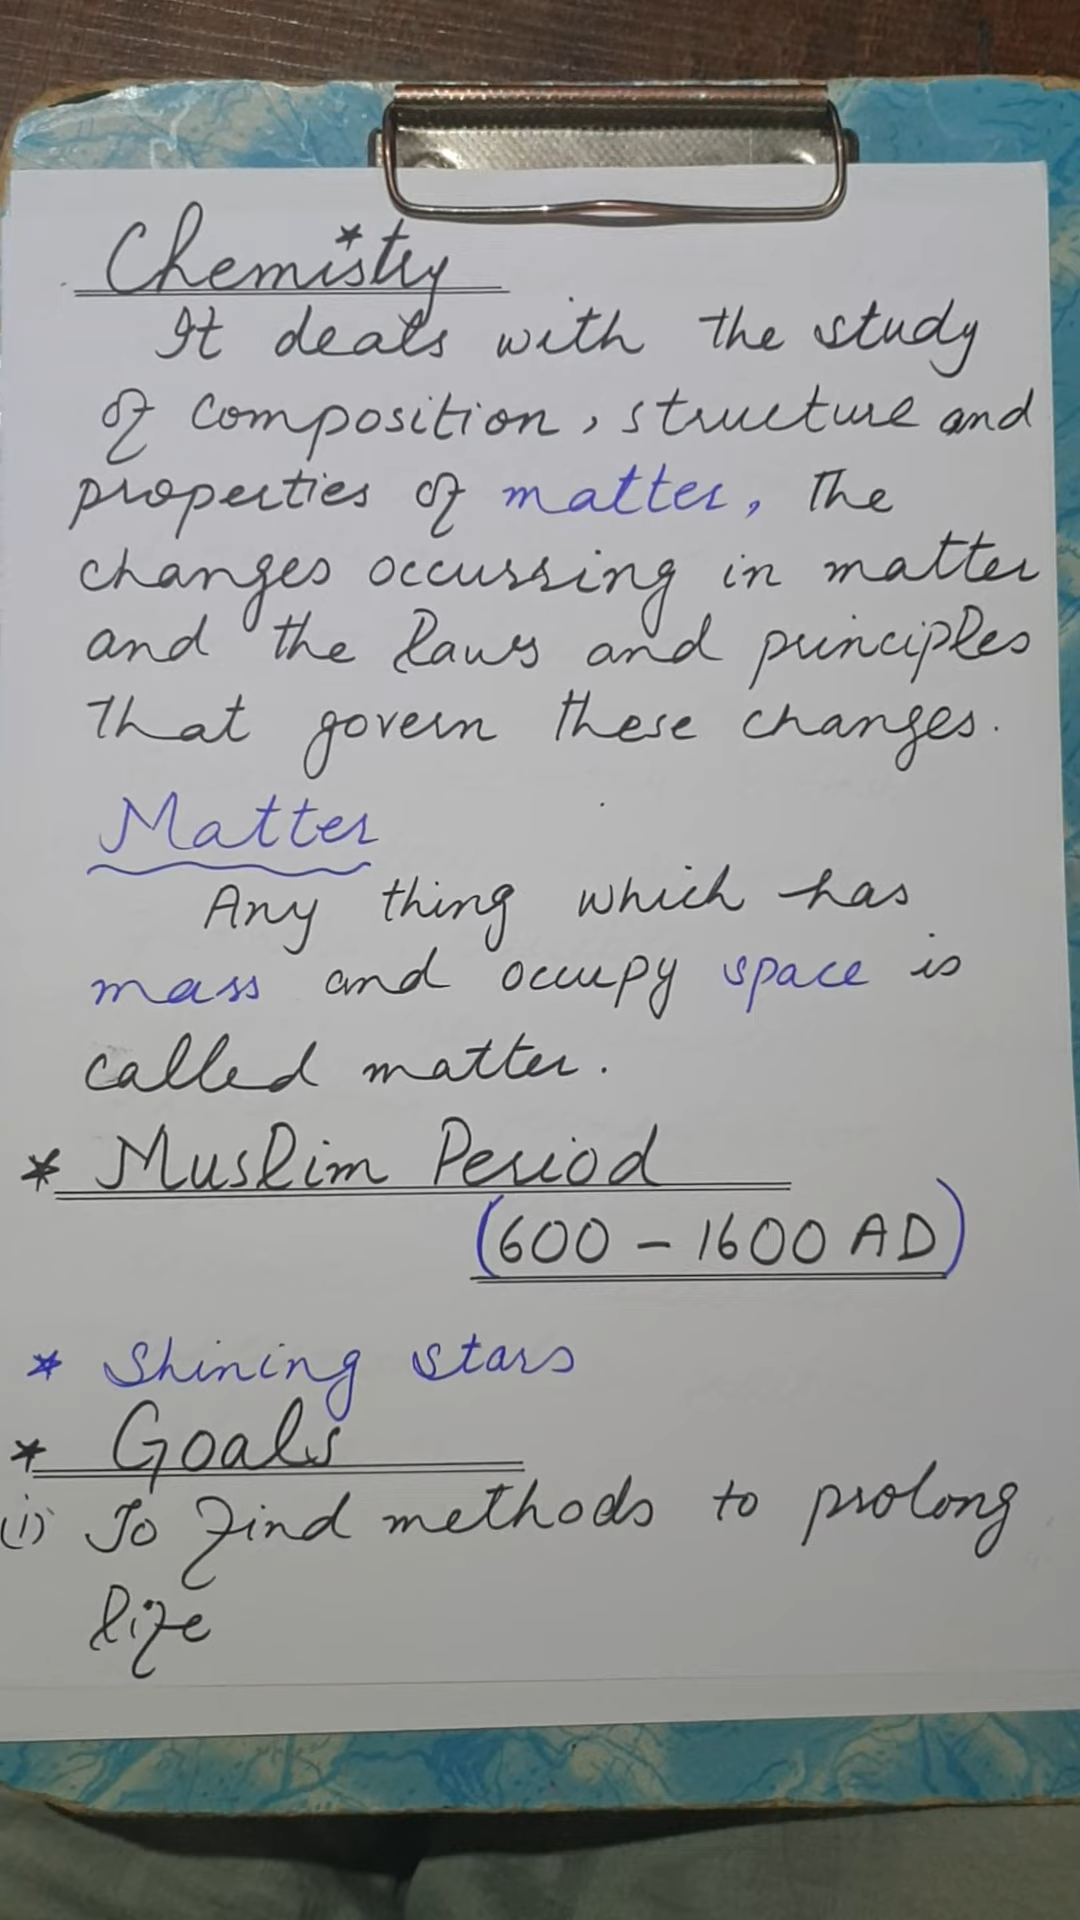 Chemistry
It deals with the study
of composition, structure and
properties of matter, The
changes occurring in matter
and the laws and principles
That govern these changes.
Matter
Any thing which has
mass and occupy space is
called matter.
* Muslim Period
(600 - 1600 AD)
* Shining stars
* Goals
(i) To find methods to prolong
life